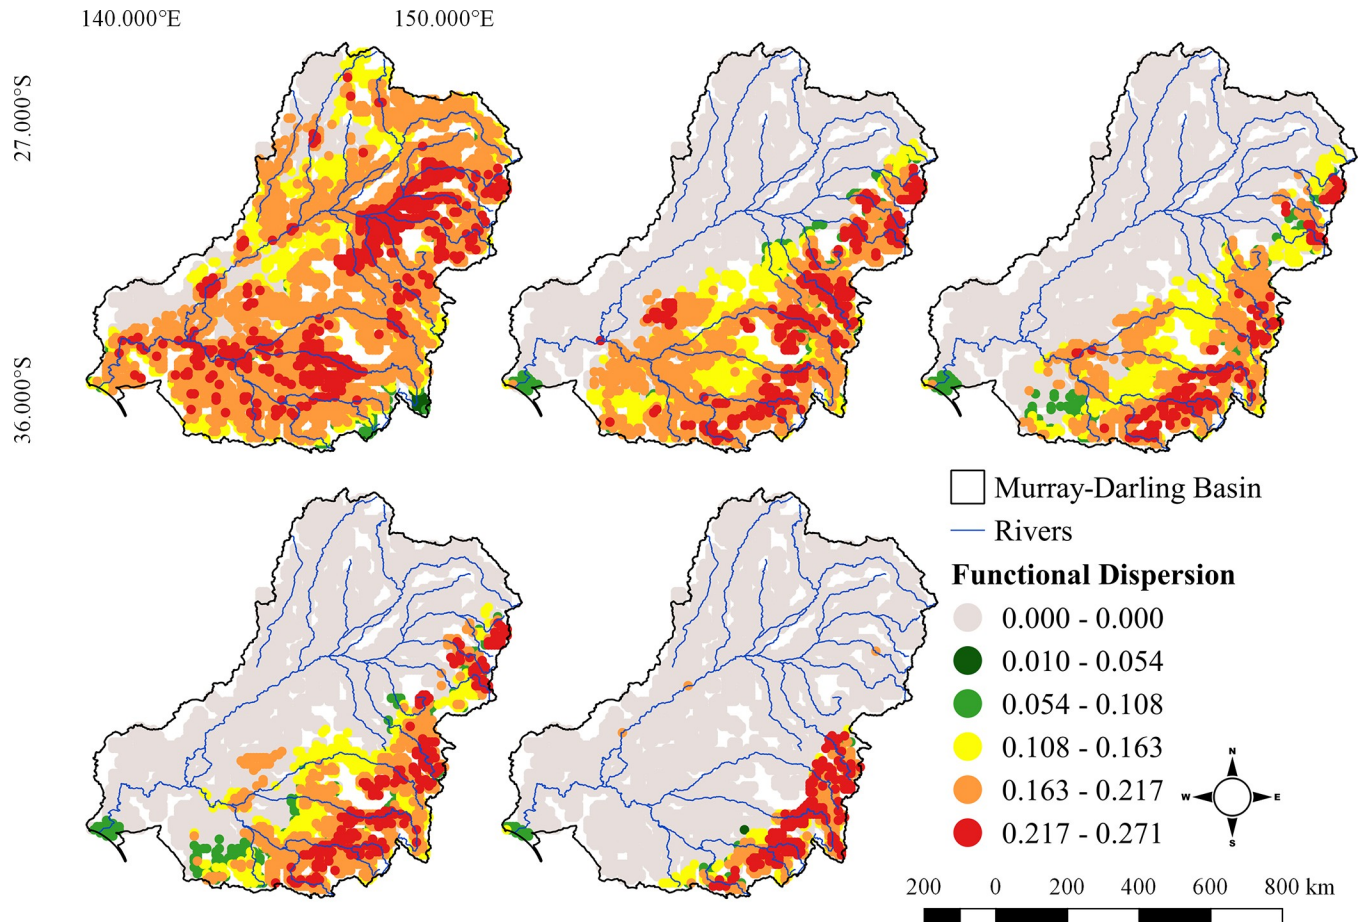 140.000°E 150.000°E
27.000°S
36.000°S
Murray-Darling Basin
Rivers
Functional Dispersion
0.000 - 0.000
0.010 - 0.054
0.054 - 0.108
0.108 - 0.163
0.163 - 0.217
0.217 - 0.271
N
W E
S
200 0 200 400 600 800 km